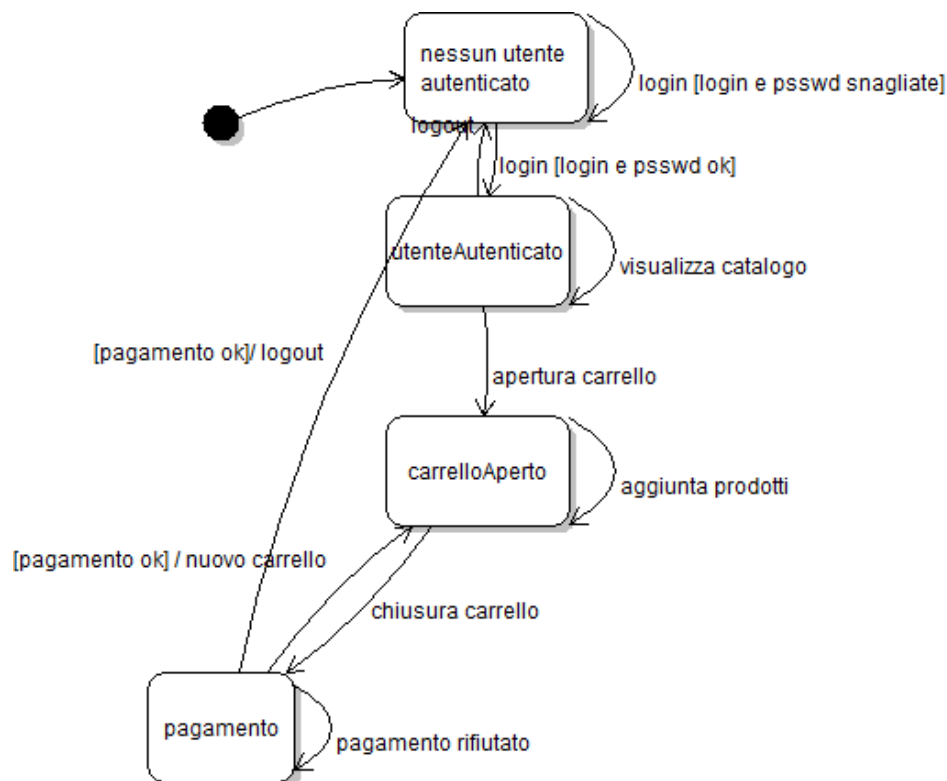 nessun utente
autenticato
login [login e psswd snagliate]
logout
login [login e psswd ok]
utenteAutenticato
visualizza catalogo
[pagamento ok]/ logout
apertura carrello
carrelloAperto
aggiunta prodotti
[pagamento ok] / nuovo carrello
chiusura carrello
pagamento
pagamento rifiutato